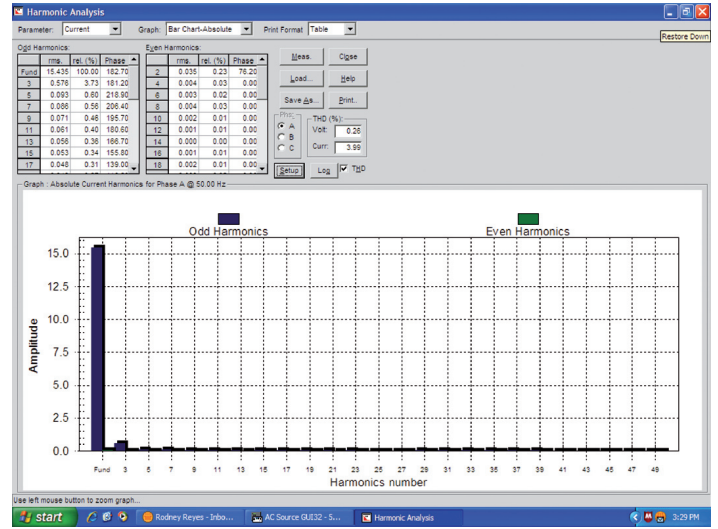 Harmonic Analysis
Parameter: Current Graph: Bar Chart-Absolute Print Format Table
Restore Down
Odd Harmonics: Even Harmonics:
rms. rel. (%) Phase rms. rel. (%) Phase
Fund 15.435 100.00 182.70 2 0.035 0.23 76.20
3 0.576 3.73 181.20 4 0.004 0.03 0.00
5 0.093 0.60 218.90 6 0.003 0.02 0.00
7 0.086 0.56 206.40 8 0.004 0.03 0.00
9 0.071 0.46 195.70 10 0.002 0.01 0.00
11 0.061 0.40 180.60 12 0.001 0.01 0.00
13 0.056 0.36 166.70 14 0.000 0.00 0.00
15 0.053 0.34 155.80 16 0.001 0.01 0.00
17 0.048 0.31 139.00 18 0.002 0.01 0.00
Meas. Close
Load... Help
Save As... Print..
A
B
C
THD (%):
Volt: 0.26
Curr: 3.99
Setup Log THD
Graph : Absolute Current Harmonics for Phase A @ 50.00 Hz
Odd Harmonics Even Harmonics
Amplitude
15.0
12.5
10.0
7.5
5.0
2.5
0.0
Fund 3 5 7 9 11 13 15 17 19 21 23 25 27 29 31 33 35 37 39 41 43 45 47 49
Harmonics number
Use left mouse button to zoom graph...
start Rodney Reyes - Inbo... AC Source GUI32 - S... Harmonic Analysis 3:29 PM